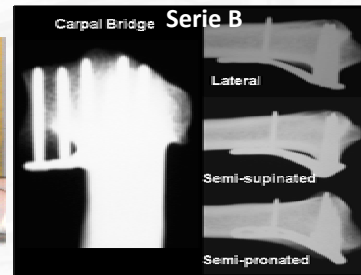 Carpal Bridge
Serie B
Lateral
Semi-supinated
Semi-pronated